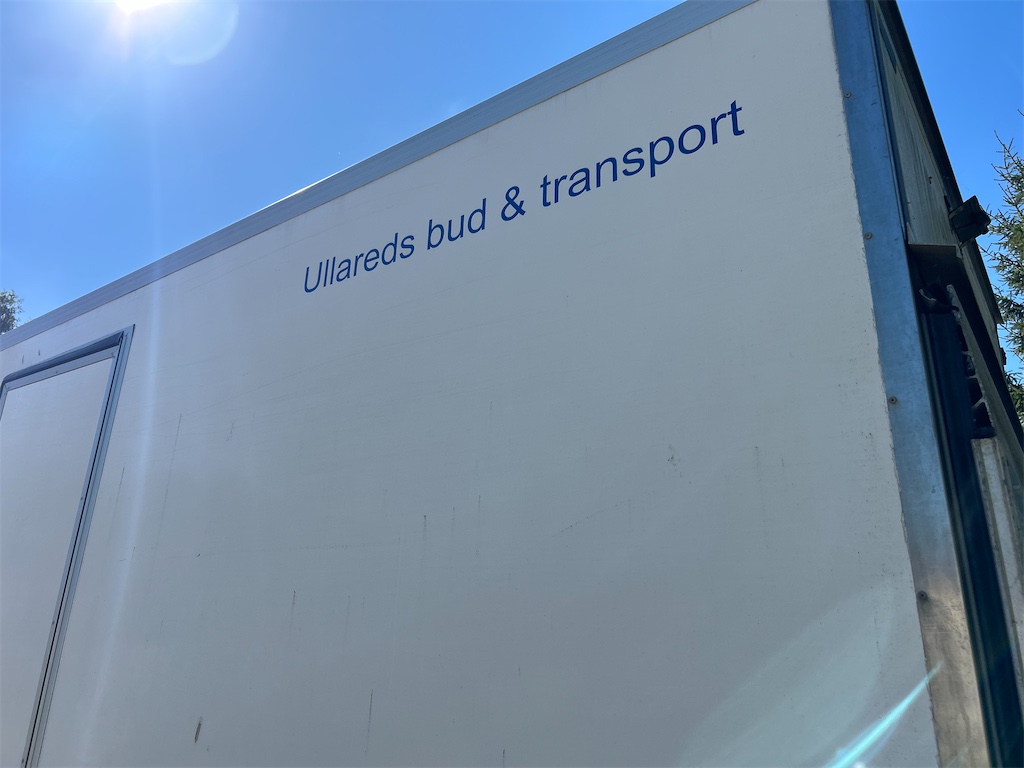 Ullareds bud & transport